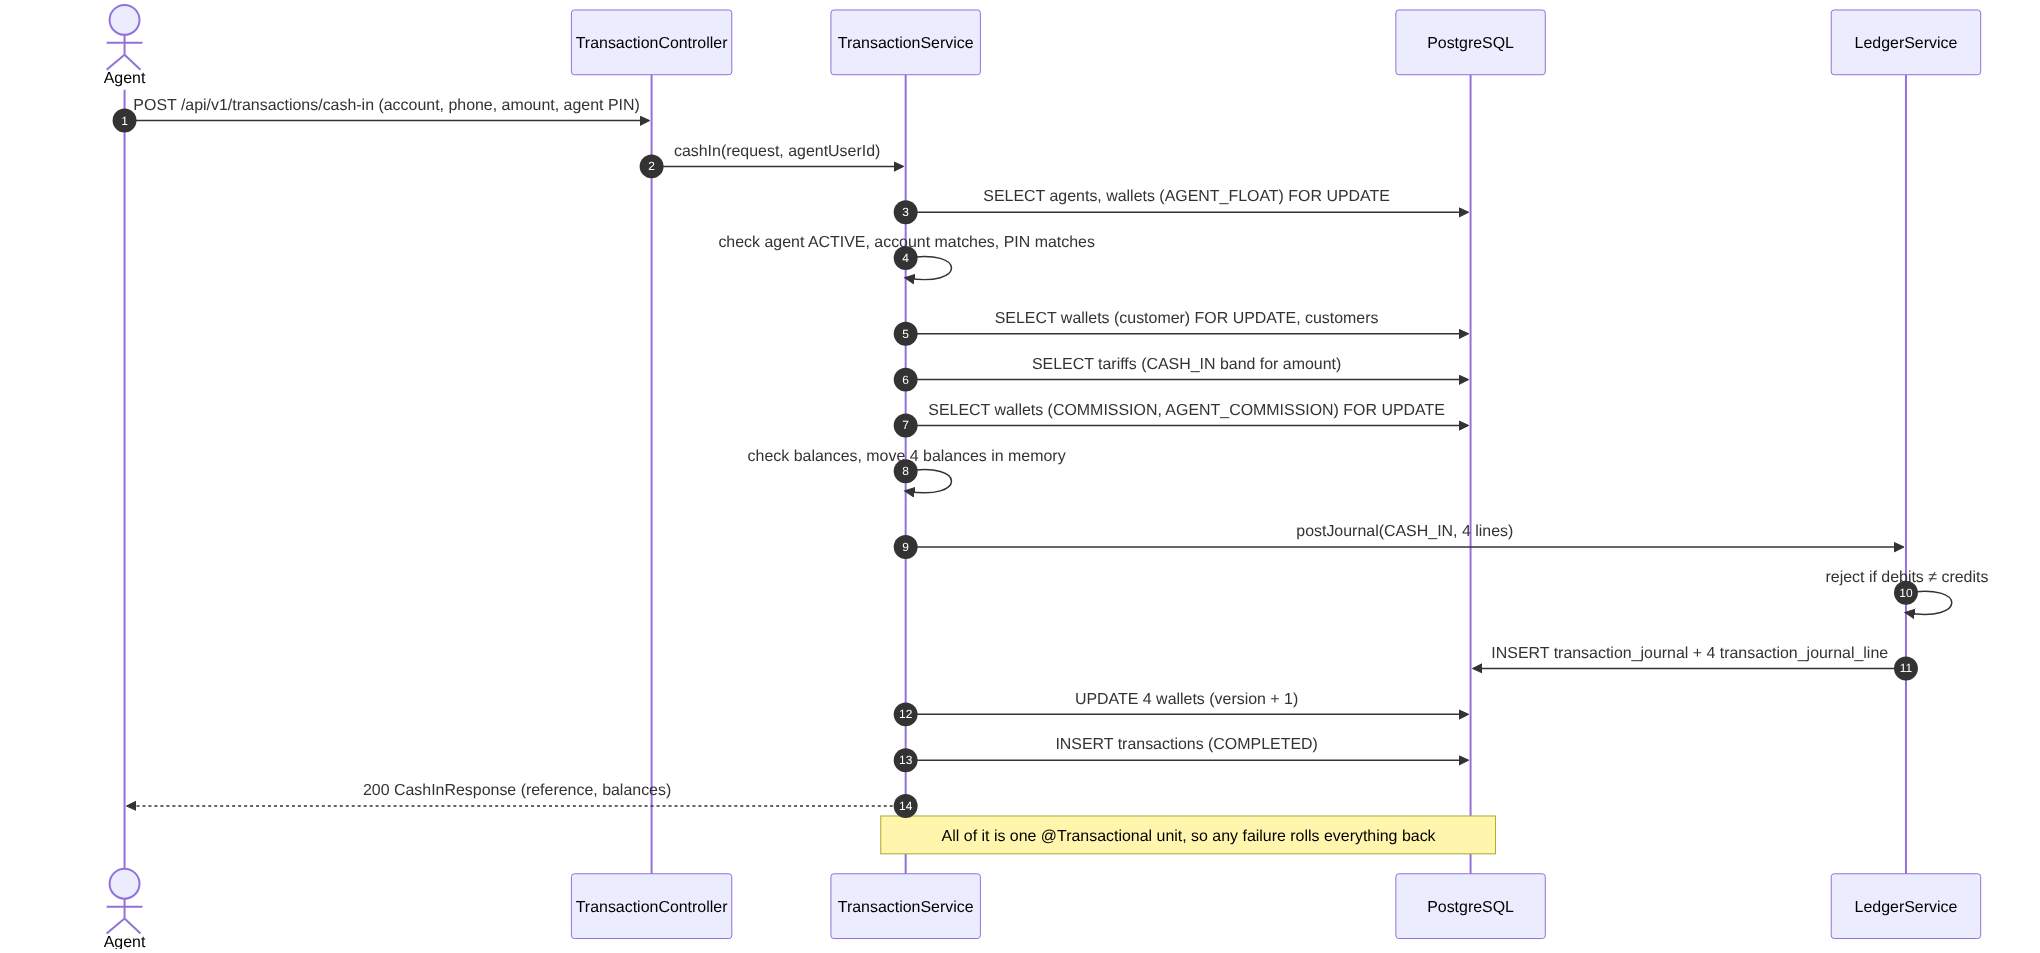 Agent
TransactionController
TransactionService
PostgreSQL
LedgerService
POST /api/v1/transactions/cash-in (account, phone, amount, agent PIN)
1
cashIn(request, agentUserId)
2
SELECT agents, wallets (AGENT_FLOAT) FOR UPDATE
3
check agent ACTIVE, account matches, PIN matches
4
SELECT wallets (customer) FOR UPDATE, customers
5
SELECT tariffs (CASH_IN band for amount)
6
SELECT wallets (COMMISSION, AGENT_COMMISSION) FOR UPDATE
7
check balances, move 4 balances in memory
8
postJournal(CASH_IN, 4 lines)
9
reject if debits ≠ credits
10
INSERT transaction_journal + 4 transaction_journal_line
11
UPDATE 4 wallets (version + 1)
12
INSERT transactions (COMPLETED)
13
200 CashInResponse (reference, balances)
14
All of it is one @Transactional unit, so any failure rolls everything back
Agent
TransactionController
TransactionService
PostgreSQL
LedgerService